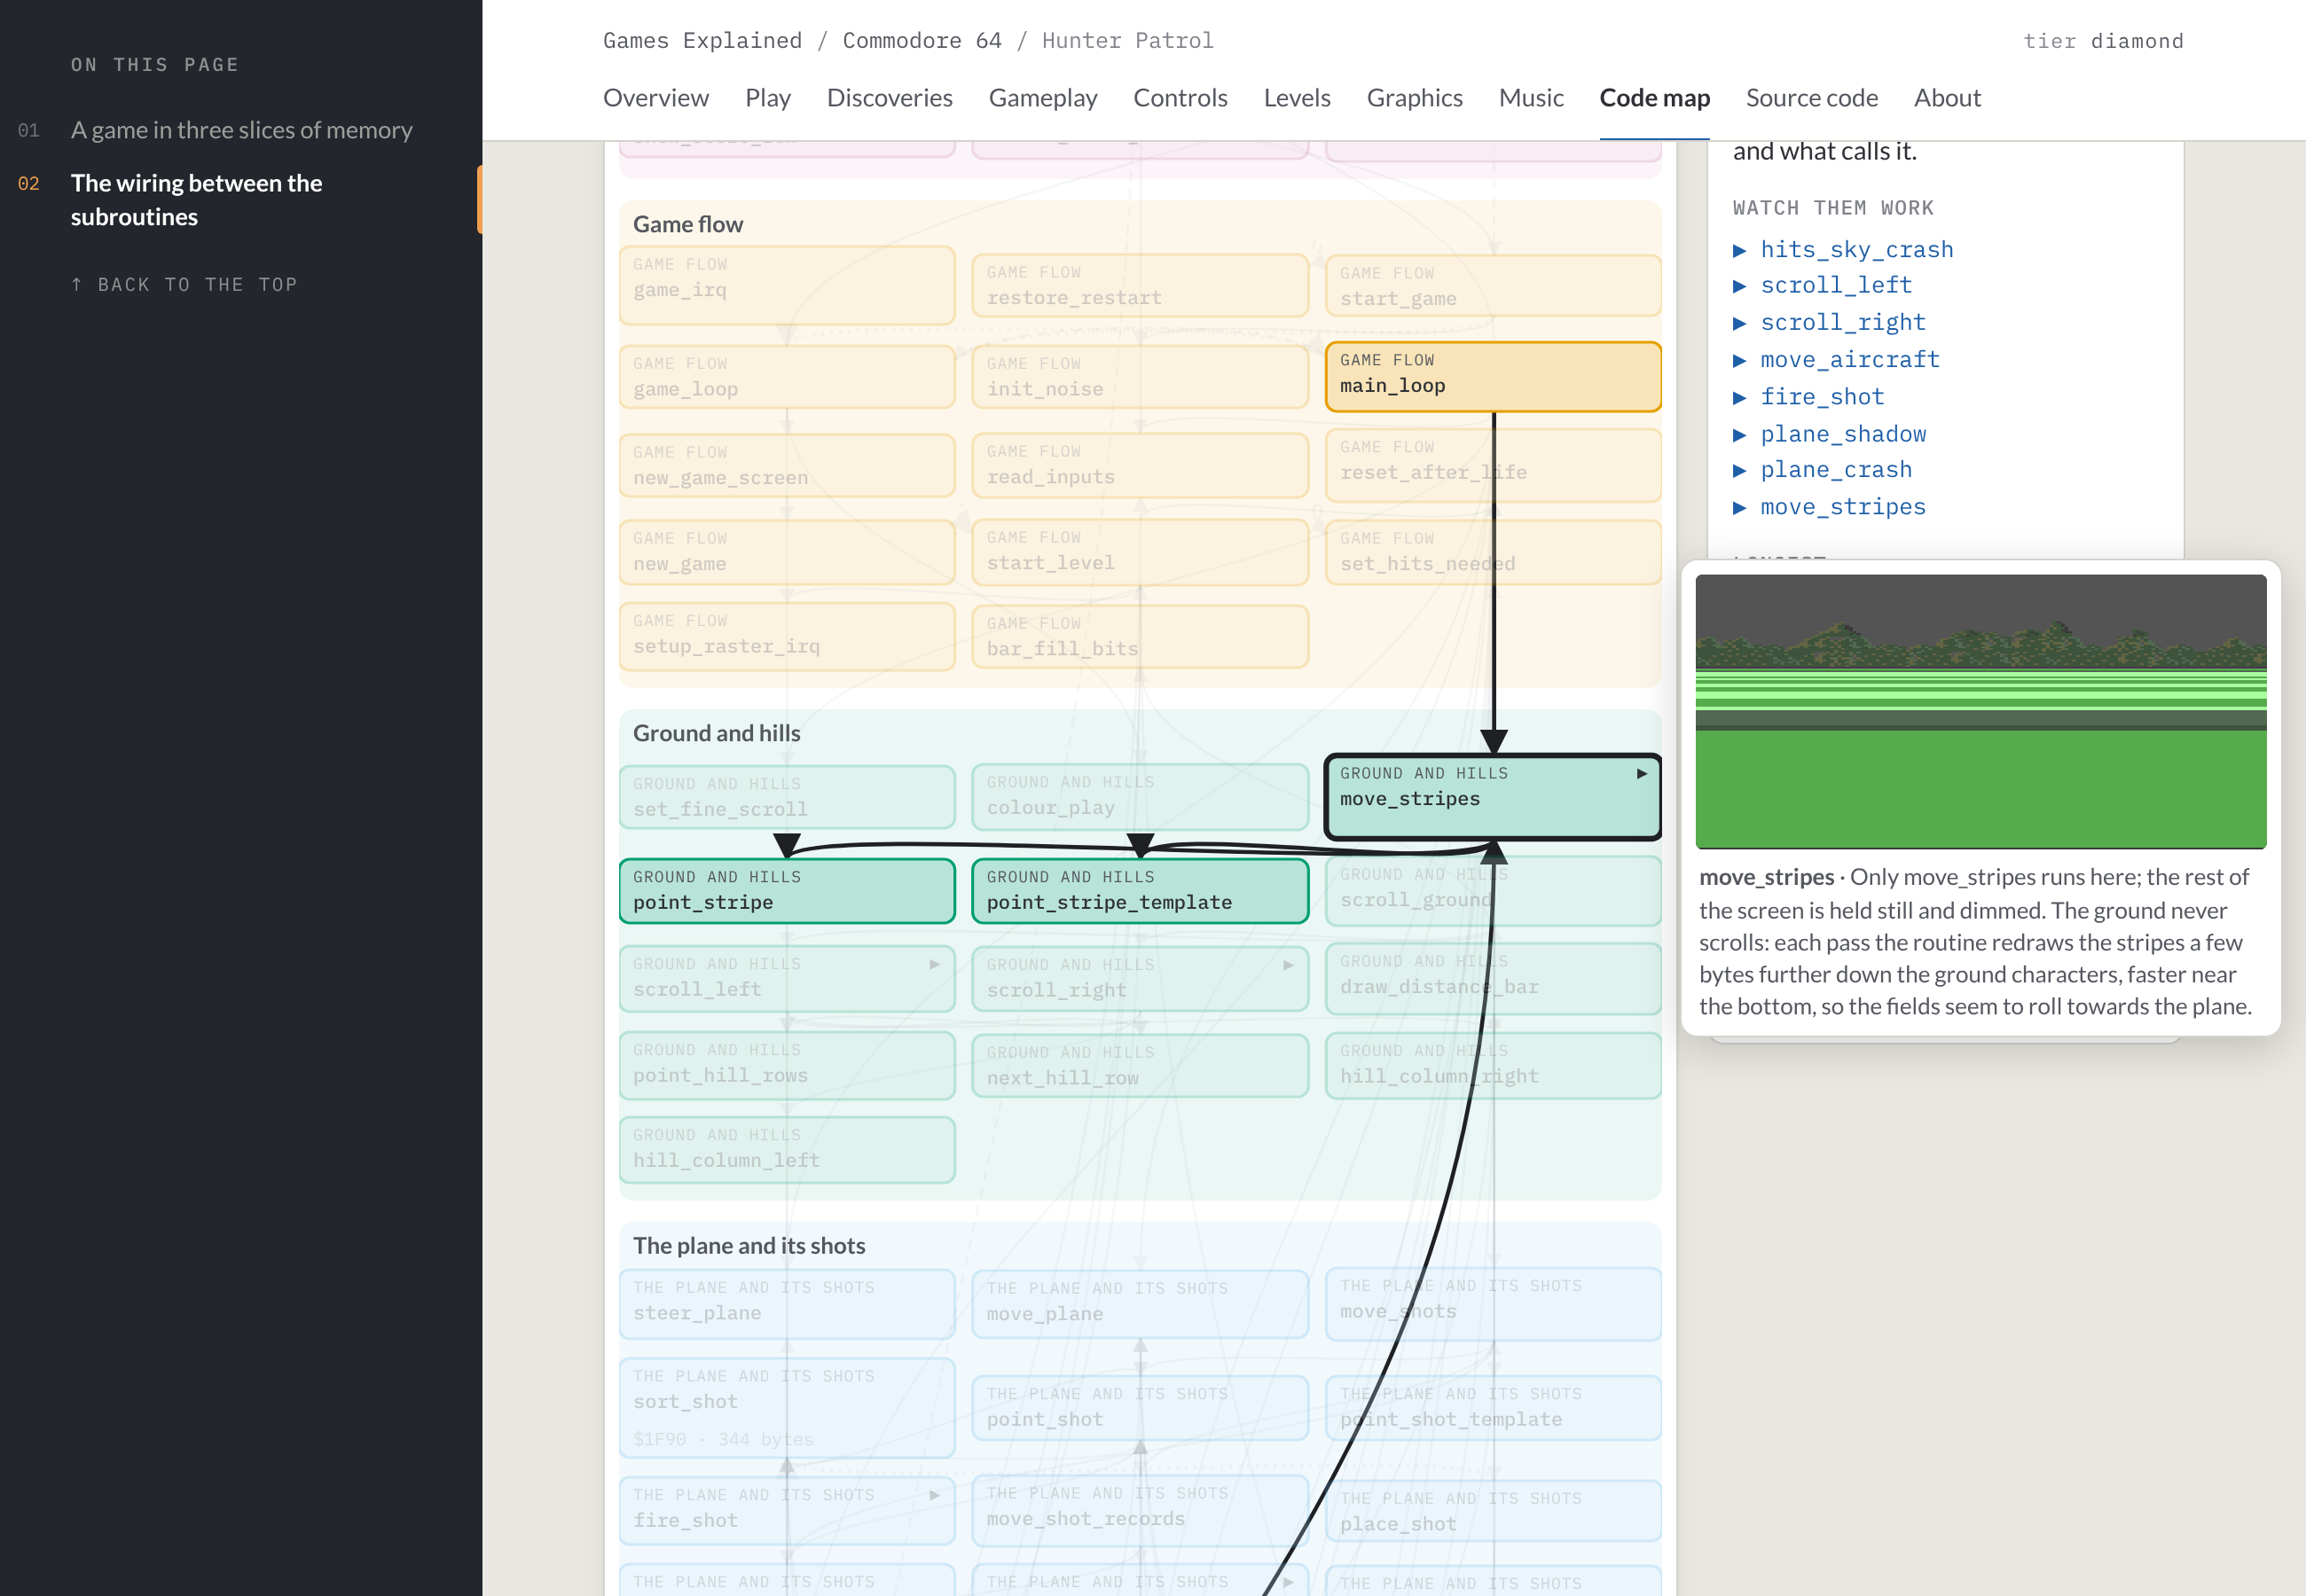 ON THIS PAGE
01 A game in three slices of memory
02 The wiring between the
subroutines
↑ BACK TO THE TOP
Games Explained / Commodore 64 / Hunter Patrol
tier diamond
Overview Play Discoveries Gameplay Controls Levels Graphics Music Code map Source code About
Game flow
GAME FLOW
game_irq
GAME FLOW
restore_restart
GAME FLOW
start_game
GAME FLOW
game_loop
GAME FLOW
init_noise
GAME FLOW
main_loop
GAME FLOW
new_game_screen
GAME FLOW
read_inputs
GAME FLOW
reset_after_life
GAME FLOW
new_game
GAME FLOW
start_level
GAME FLOW
set_hits_needed
GAME FLOW
setup_raster_irq
GAME FLOW
bar_fill_bits
Ground and hills
GROUND AND HILLS
set_fine_scroll
GROUND AND HILLS
colour_play
GROUND AND HILLS ▶
move_stripes
GROUND AND HILLS
point_stripe
GROUND AND HILLS
point_stripe_template
GROUND AND HILLS
scroll_ground
GROUND AND HILLS ▶
scroll_left
GROUND AND HILLS ▶
scroll_right
GROUND AND HILLS
draw_distance_bar
GROUND AND HILLS
point_hill_rows
GROUND AND HILLS
next_hill_row
GROUND AND HILLS
hill_column_right
GROUND AND HILLS
hill_column_left
The plane and its shots
THE PLANE AND ITS SHOTS
steer_plane
THE PLANE AND ITS SHOTS
move_plane
THE PLANE AND ITS SHOTS
move_shots
THE PLANE AND ITS SHOTS
sort_shot
$1F90 · 344 bytes
THE PLANE AND ITS SHOTS
point_shot
THE PLANE AND ITS SHOTS
point_shot_template
THE PLANE AND ITS SHOTS ▶
fire_shot
THE PLANE AND ITS SHOTS
move_shot_records
THE PLANE AND ITS SHOTS
place_shot
THE PLANE AND ITS SHOTS
THE PLANE AND ITS SHOTS ▶
THE PLANE AND ITS SHOTS
and what calls it.
WATCH THEM WORK
▶ hits_sky_crash
▶ scroll_left
▶ scroll_right
▶ move_aircraft
▶ fire_shot
▶ plane_shadow
▶ plane_crash
▶ move_stripes
move_stripes · Only move_stripes runs here; the rest of
the screen is held still and dimmed. The ground never
scrolls: each pass the routine redraws the stripes a few
bytes further down the ground characters, faster near
the bottom, so the fields seem to roll towards the plane.